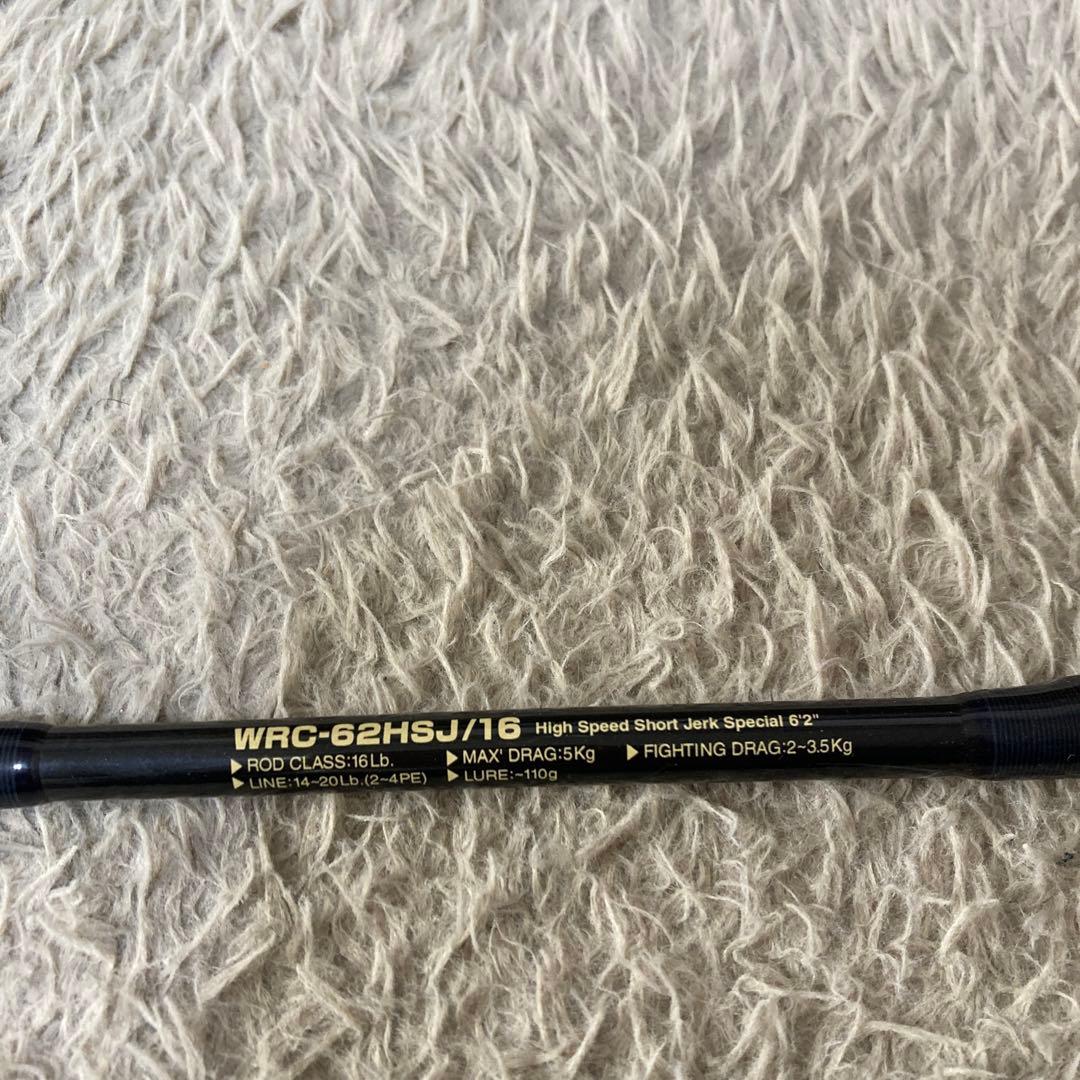 WRC-62HSJ/16 High Speed Short Jerk Special 6'2"
▶ ROD CLASS:16Lb. ▶ MAX' DRAG:5Kg ▶ FIGHTING DRAG:2~3.5Kg
▶ LINE:14~20Lb.(2~4PE) ▶ LURE:~110g